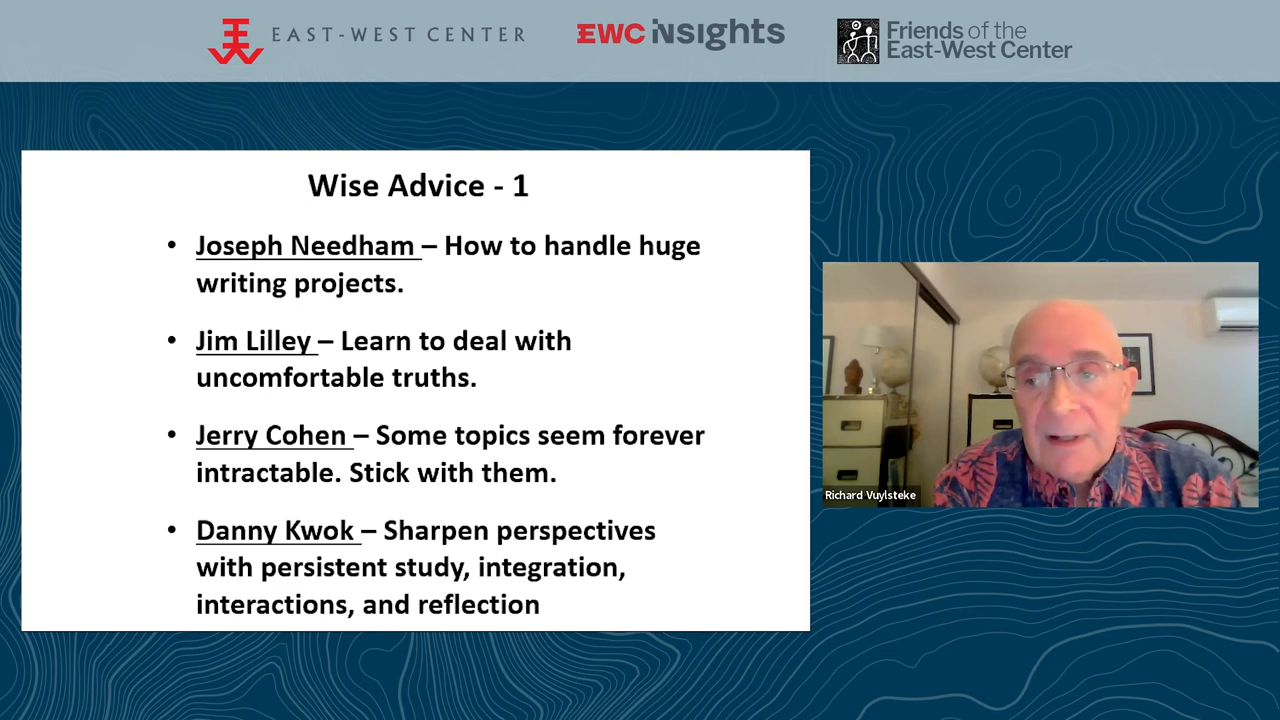 EAST-WEST CENTER
EWC insights
Friends of the
East-West Center
Wise Advice - 1
• Joseph Needham – How to handle huge
writing projects.
• Jim Lilley – Learn to deal with
uncomfortable truths.
• Jerry Cohen – Some topics seem forever
intractable. Stick with them.
• Danny Kwok – Sharpen perspectives
with persistent study, integration,
interactions, and reflection
Richard Vuylsteke